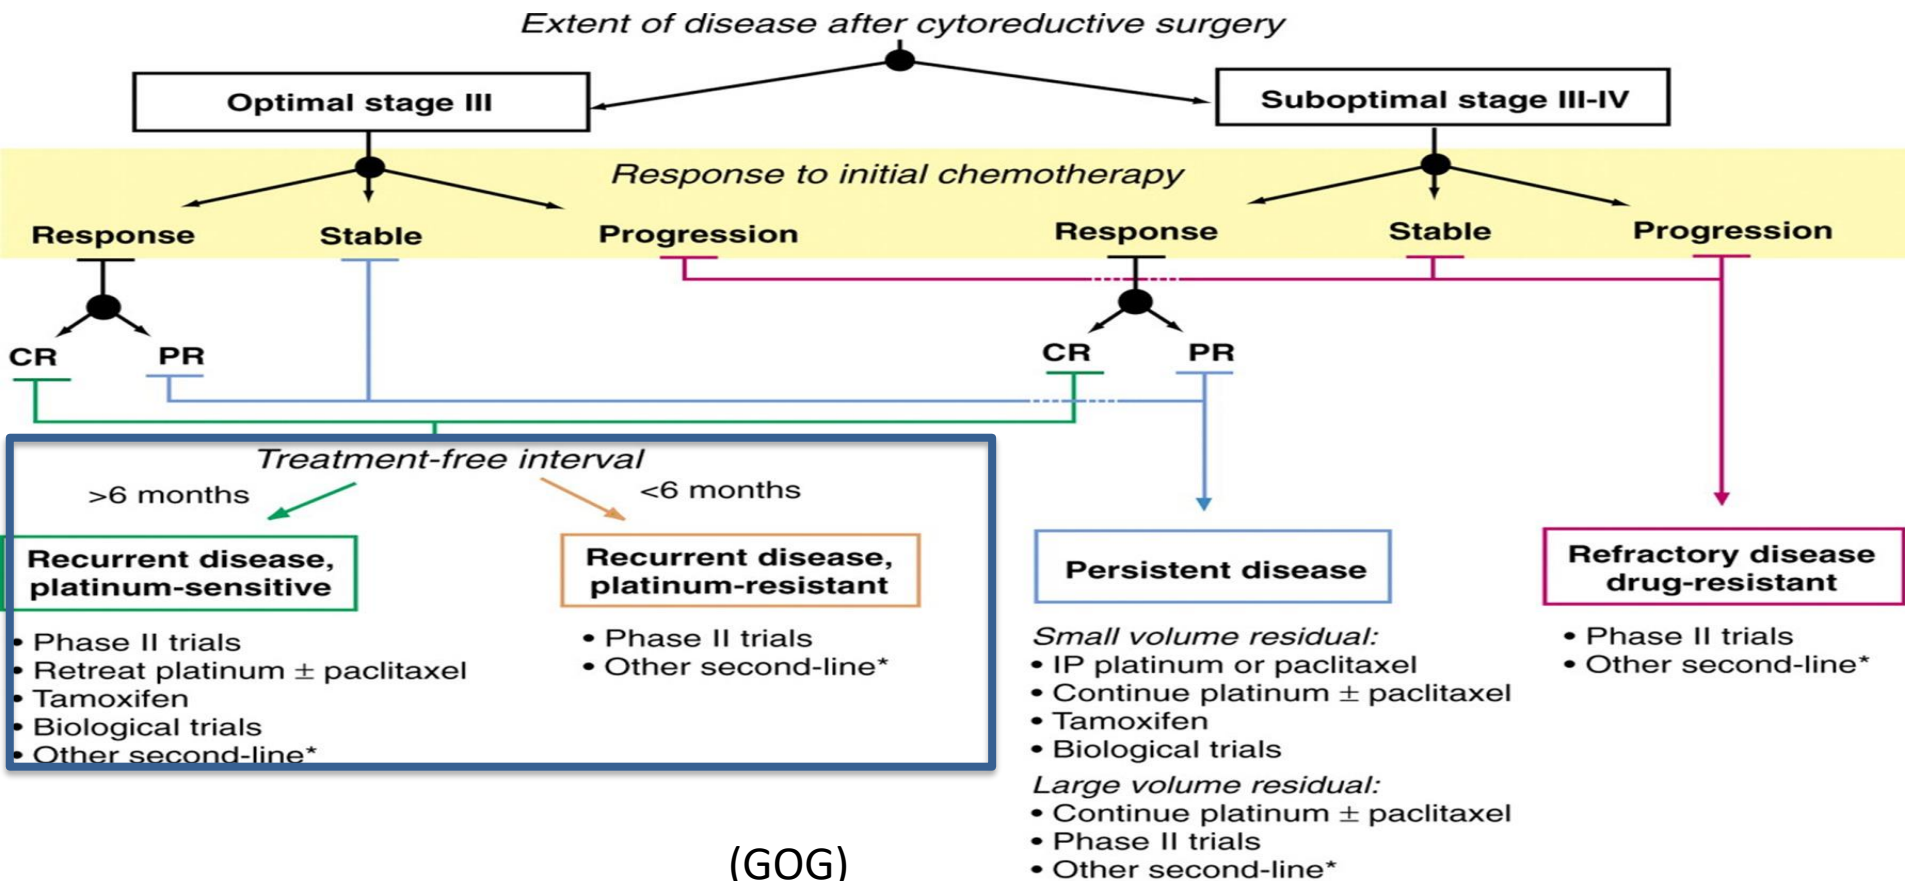 Extent of disease after cytoreductive surgery
Optimal stage III
Suboptimal stage III-IV
Response to initial chemotherapy
Response
Stable
Progression
Response
Stable
Progression
CR
PR
CR
PR
Treatment-free interval
>6 months
<6 months
Recurrent disease,
platinum-sensitive
• Phase II trials
• Retreat platinum ± paclitaxel
• Tamoxifen
• Biological trials
• Other second-line*
Recurrent disease,
platinum-resistant
• Phase II trials
• Other second-line*
Persistent disease
Small volume residual:
• IP platinum or paclitaxel
• Continue platinum ± paclitaxel
• Tamoxifen
• Biological trials
Large volume residual:
• Continue platinum ± paclitaxel
• Phase II trials
• Other second-line*
Refractory disease
drug-resistant
• Phase II trials
• Other second-line*
(GOG)